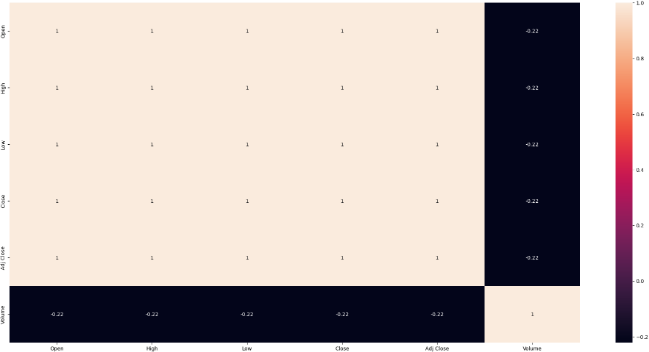 Open 1 1 1 1 1 -0.22
High 1 1 1 1 1 -0.22
Low 1 1 1 1 1 -0.22
Close 1 1 1 1 1 -0.22
Adj Close 1 1 1 1 1 -0.22
Volume -0.22 -0.22 -0.22 -0.22 -0.22 1
Open High Low Close Adj Close Volume
1.0
0.8
0.6
0.4
0.2
0.0
−0.2